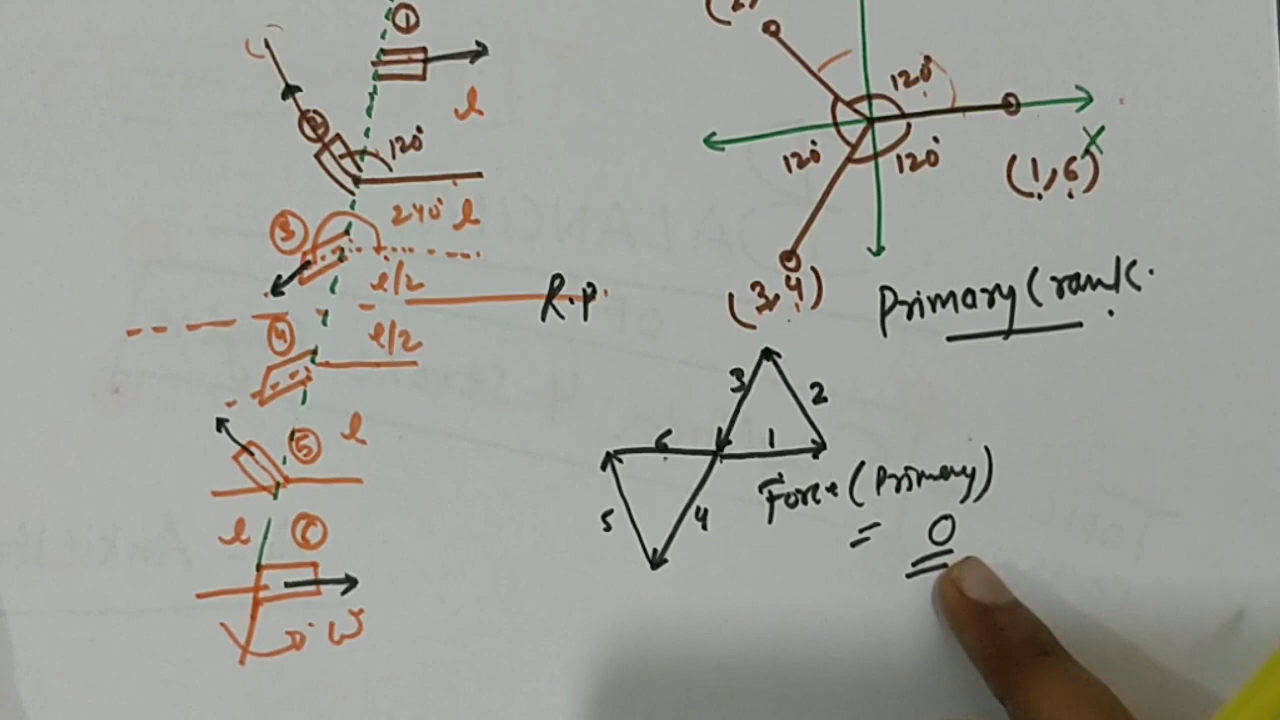 ①
l
②
120°
③
240°
l
l/2
R.P.
④
l/2
⑤
l
l
⑥
ω
120°
120°
120°
X
(1,6)
(3,4)
Primary Crank.
3
2
1
6
5
4
Force (Primary)
= 0